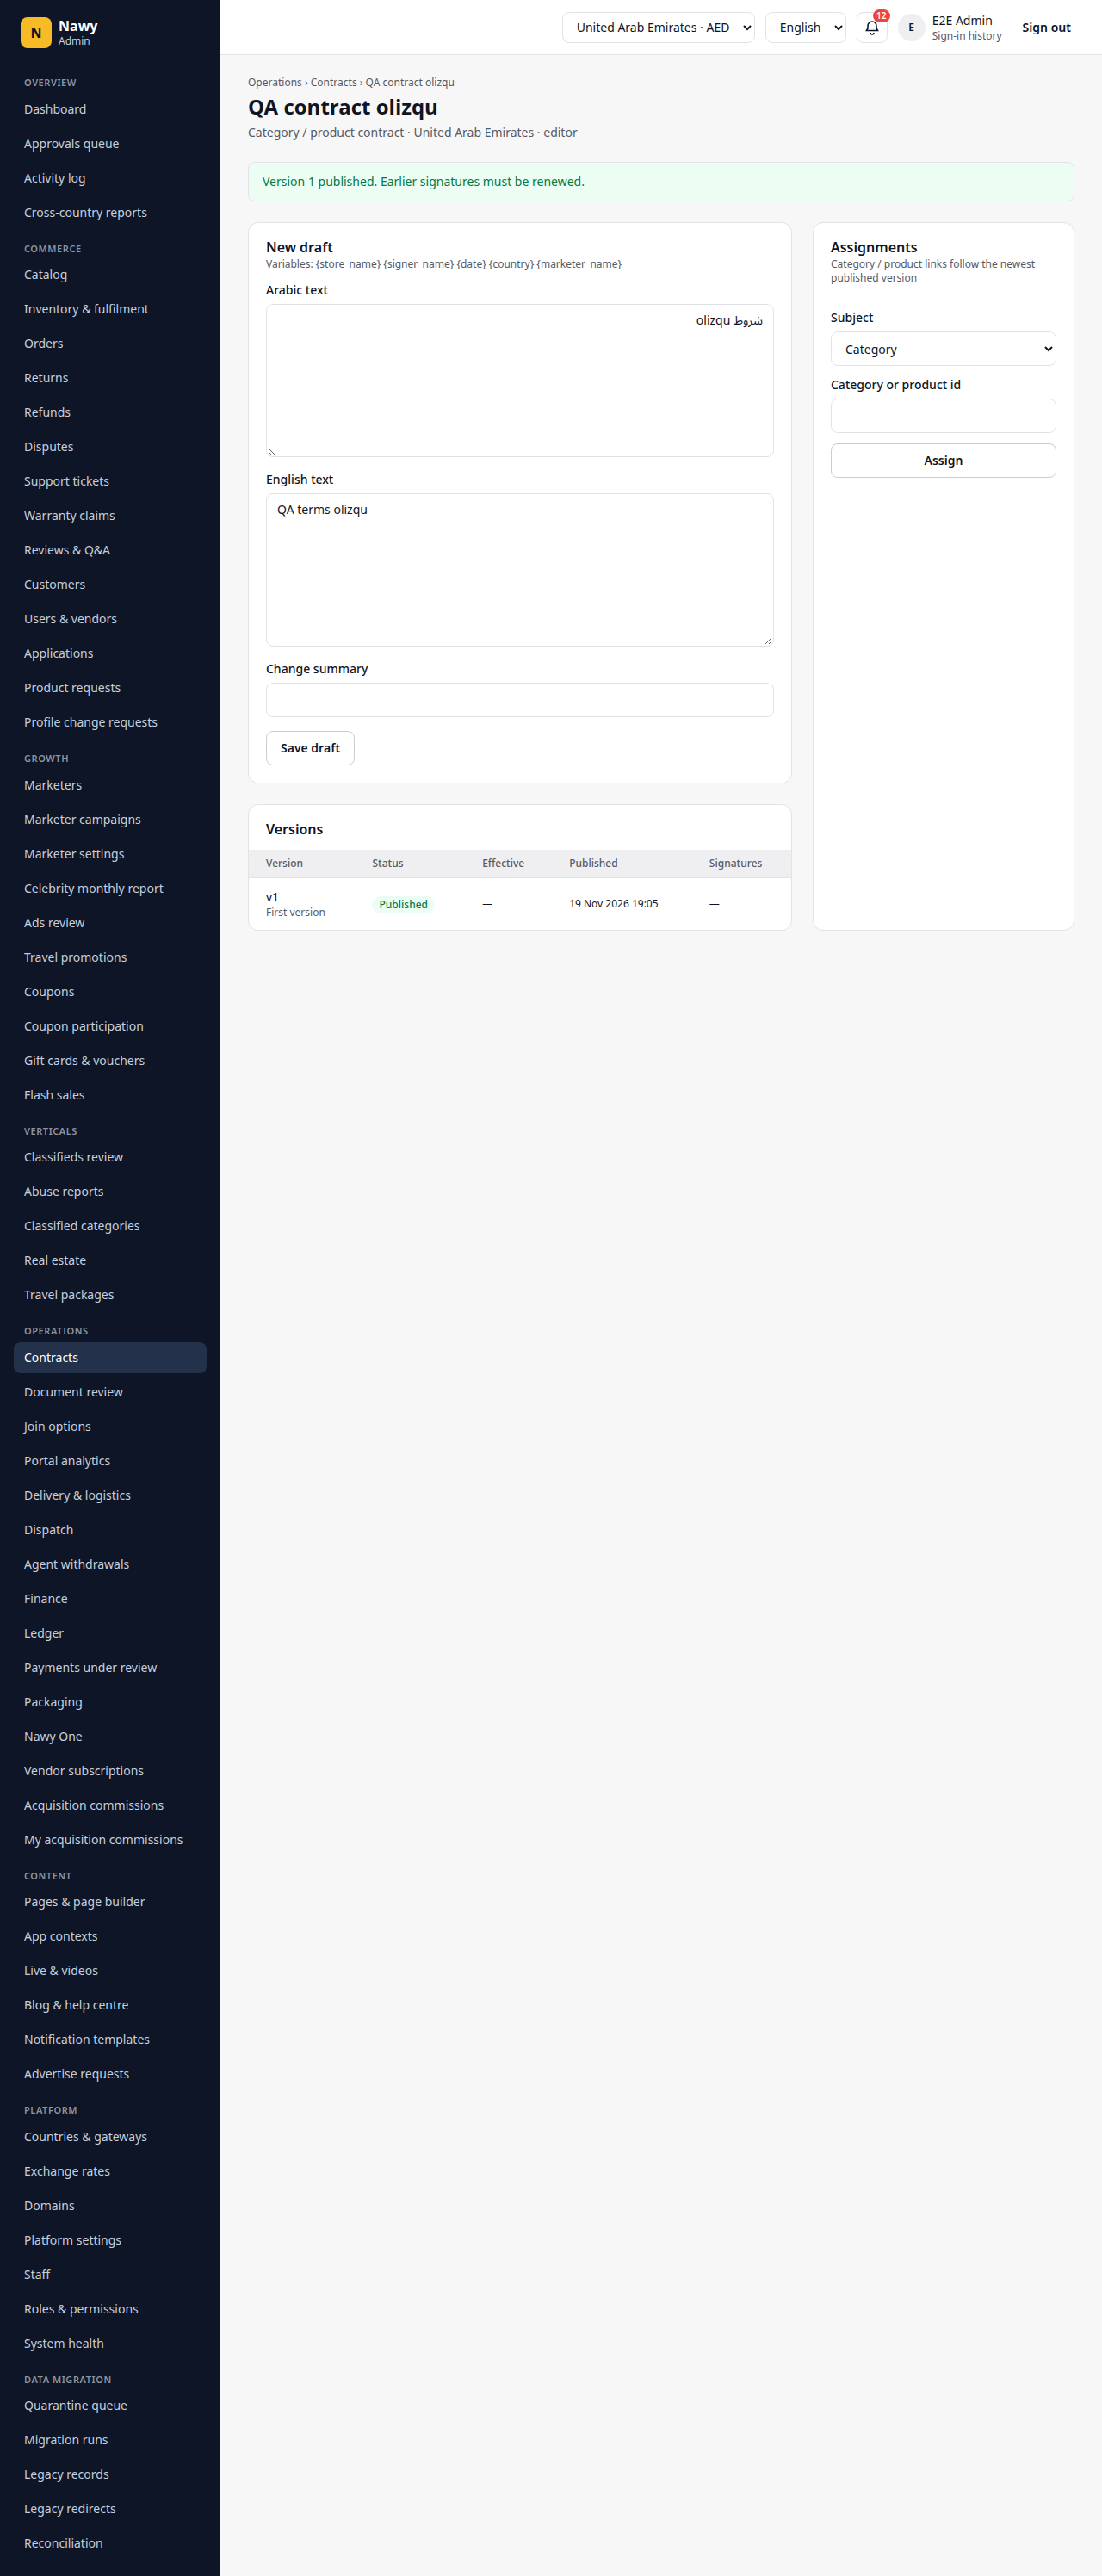 N
Nawy
Admin
OVERVIEW
Dashboard
Approvals queue
Activity log
Cross-country reports
COMMERCE
Catalog
Inventory & fulfilment
Orders
Returns
Refunds
Disputes
Support tickets
Warranty claims
Reviews & Q&A
Customers
Users & vendors
Applications
Product requests
Profile change requests
GROWTH
Marketers
Marketer campaigns
Marketer settings
Celebrity monthly report
Ads review
Travel promotions
Coupons
Coupon participation
Gift cards & vouchers
Flash sales
VERTICALS
Classifieds review
Abuse reports
Classified categories
Real estate
Travel packages
OPERATIONS
Contracts
Document review
Join options
Portal analytics
Delivery & logistics
Dispatch
Agent withdrawals
Finance
Ledger
Payments under review
Packaging
Nawy One
Vendor subscriptions
Acquisition commissions
My acquisition commissions
CONTENT
Pages & page builder
App contexts
Live & videos
Blog & help centre
Notification templates
Advertise requests
PLATFORM
Countries & gateways
Exchange rates
Domains
Platform settings
Staff
Roles & permissions
System health
DATA MIGRATION
Quarantine queue
Migration runs
Legacy records
Legacy redirects
Reconciliation
United Arab Emirates · AED
English
12
E
E2E Admin
Sign-in history
Sign out
Operations › Contracts › QA contract olizqu
QA contract olizqu
Category / product contract · United Arab Emirates · editor
Version 1 published. Earlier signatures must be renewed.
New draft
Variables: {store_name} {signer_name} {date} {country} {marketer_name}
Arabic text
شروط olizqu
English text
QA terms olizqu
Change summary
Save draft
Versions
Version Status Effective Published Signatures
v1 Published — 19 Nov 2026 19:05 —
First version
Assignments
Category / product links follow the newest
published version
Subject
Category
Category or product id
Assign